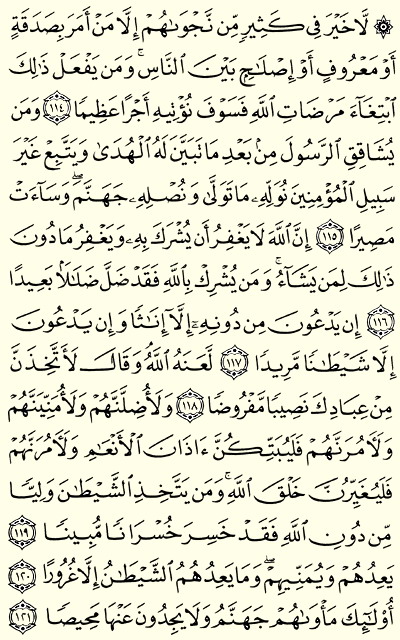 ۞ لَّا خَيْرَ فِى كَثِيرٍ مِّن نَّجْوَىٰهُمْ إِلَّا مَنْ أَمَرَ بِصَدَقَةٍ
أَوْ مَعْرُوفٍ أَوْ إِصْلَٰحٍۭ بَيْنَ ٱلنَّاسِ ۚ وَمَن يَفْعَلْ ذَٰلِكَ
ٱبْتِغَآءَ مَرْضَاتِ ٱللَّهِ فَسَوْفَ نُؤْتِيهِ أَجْرًا عَظِيمًا ١١٤ وَمَن
يُشَاقِقِ ٱلرَّسُولَ مِنۢ بَعْدِ مَا تَبَيَّنَ لَهُ ٱلْهُدَىٰ وَيَتَّبِعْ غَيْرَ
سَبِيلِ ٱلْمُؤْمِنِينَ نُوَلِّهِۦ مَا تَوَلَّىٰ وَنُصْلِهِۦ جَهَنَّمَ ۖ وَسَآءَتْ
مَصِيرًا ١١٥ إِنَّ ٱللَّهَ لَا يَغْفِرُ أَن يُشْرَكَ بِهِۦ وَيَغْفِرُ مَا دُونَ
ذَٰلِكَ لِمَن يَشَآءُ ۚ وَمَن يُشْرِكْ بِٱللَّهِ فَقَدْ ضَلَّ ضَلَٰلًۢا بَعِيدًا
١١٦ إِن يَدْعُونَ مِن دُونِهِۦٓ إِلَّآ إِنَٰثًا وَإِن يَدْعُونَ
إِلَّا شَيْطَٰنًا مَّرِيدًا ١١٧ لَّعَنَهُ ٱللَّهُ ۘ وَقَالَ لَأَتَّخِذَنَّ
مِنْ عِبَادِكَ نَصِيبًا مَّفْرُوضًا ١١٨ وَلَأُضِلَّنَّهُمْ وَلَأُمَنِّيَنَّهُمْ
وَلَءَامُرَنَّهُمْ فَلَيُبَتِّكُنَّ ءَاذَانَ ٱلْأَنْعَٰمِ وَلَءَامُرَنَّهُمْ
فَلَيُغَيِّرُنَّ خَلْقَ ٱللَّهِ ۚ وَمَن يَتَّخِذِ ٱلشَّيْطَٰنَ وَلِيًّا
مِّن دُونِ ٱللَّهِ فَقَدْ خَسِرَ خُسْرَانًا مُّبِينًا ١١٩
يَعِدُهُمْ وَيُمَنِّيهِمْ ۖ وَمَا يَعِدُهُمُ ٱلشَّيْطَٰنُ إِلَّا غُرُورًا ١٢٠
أُو۟لَٰٓئِكَ مَأْوَىٰهُمْ جَهَنَّمُ وَلَا يَجِدُونَ عَنْهَا مَحِيصًا ١٢١